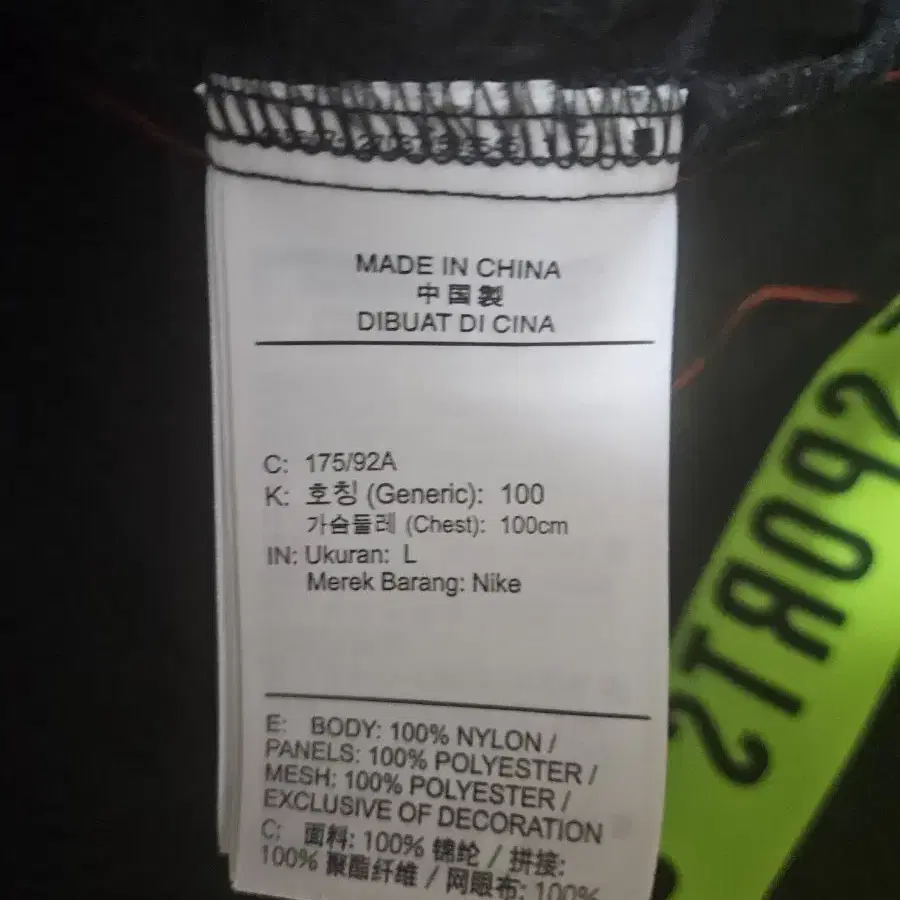 MADE IN CHINA
中国製
DIBUAT DI CINA
C: 175/92A
K: 호칭 (Generic): 100
가슴둘레 (Chest): 100cm
IN: Ukuran: L
Merek Barang: Nike
E: BODY: 100% NYLON /
PANELS: 100% POLYESTER /
MESH: 100% POLYESTER /
EXCLUSIVE OF DECORATION
C: 面料: 100% 锦纶 / 拼接:
100% 聚酯纤维 / 网眼布: 100%
SPORTS